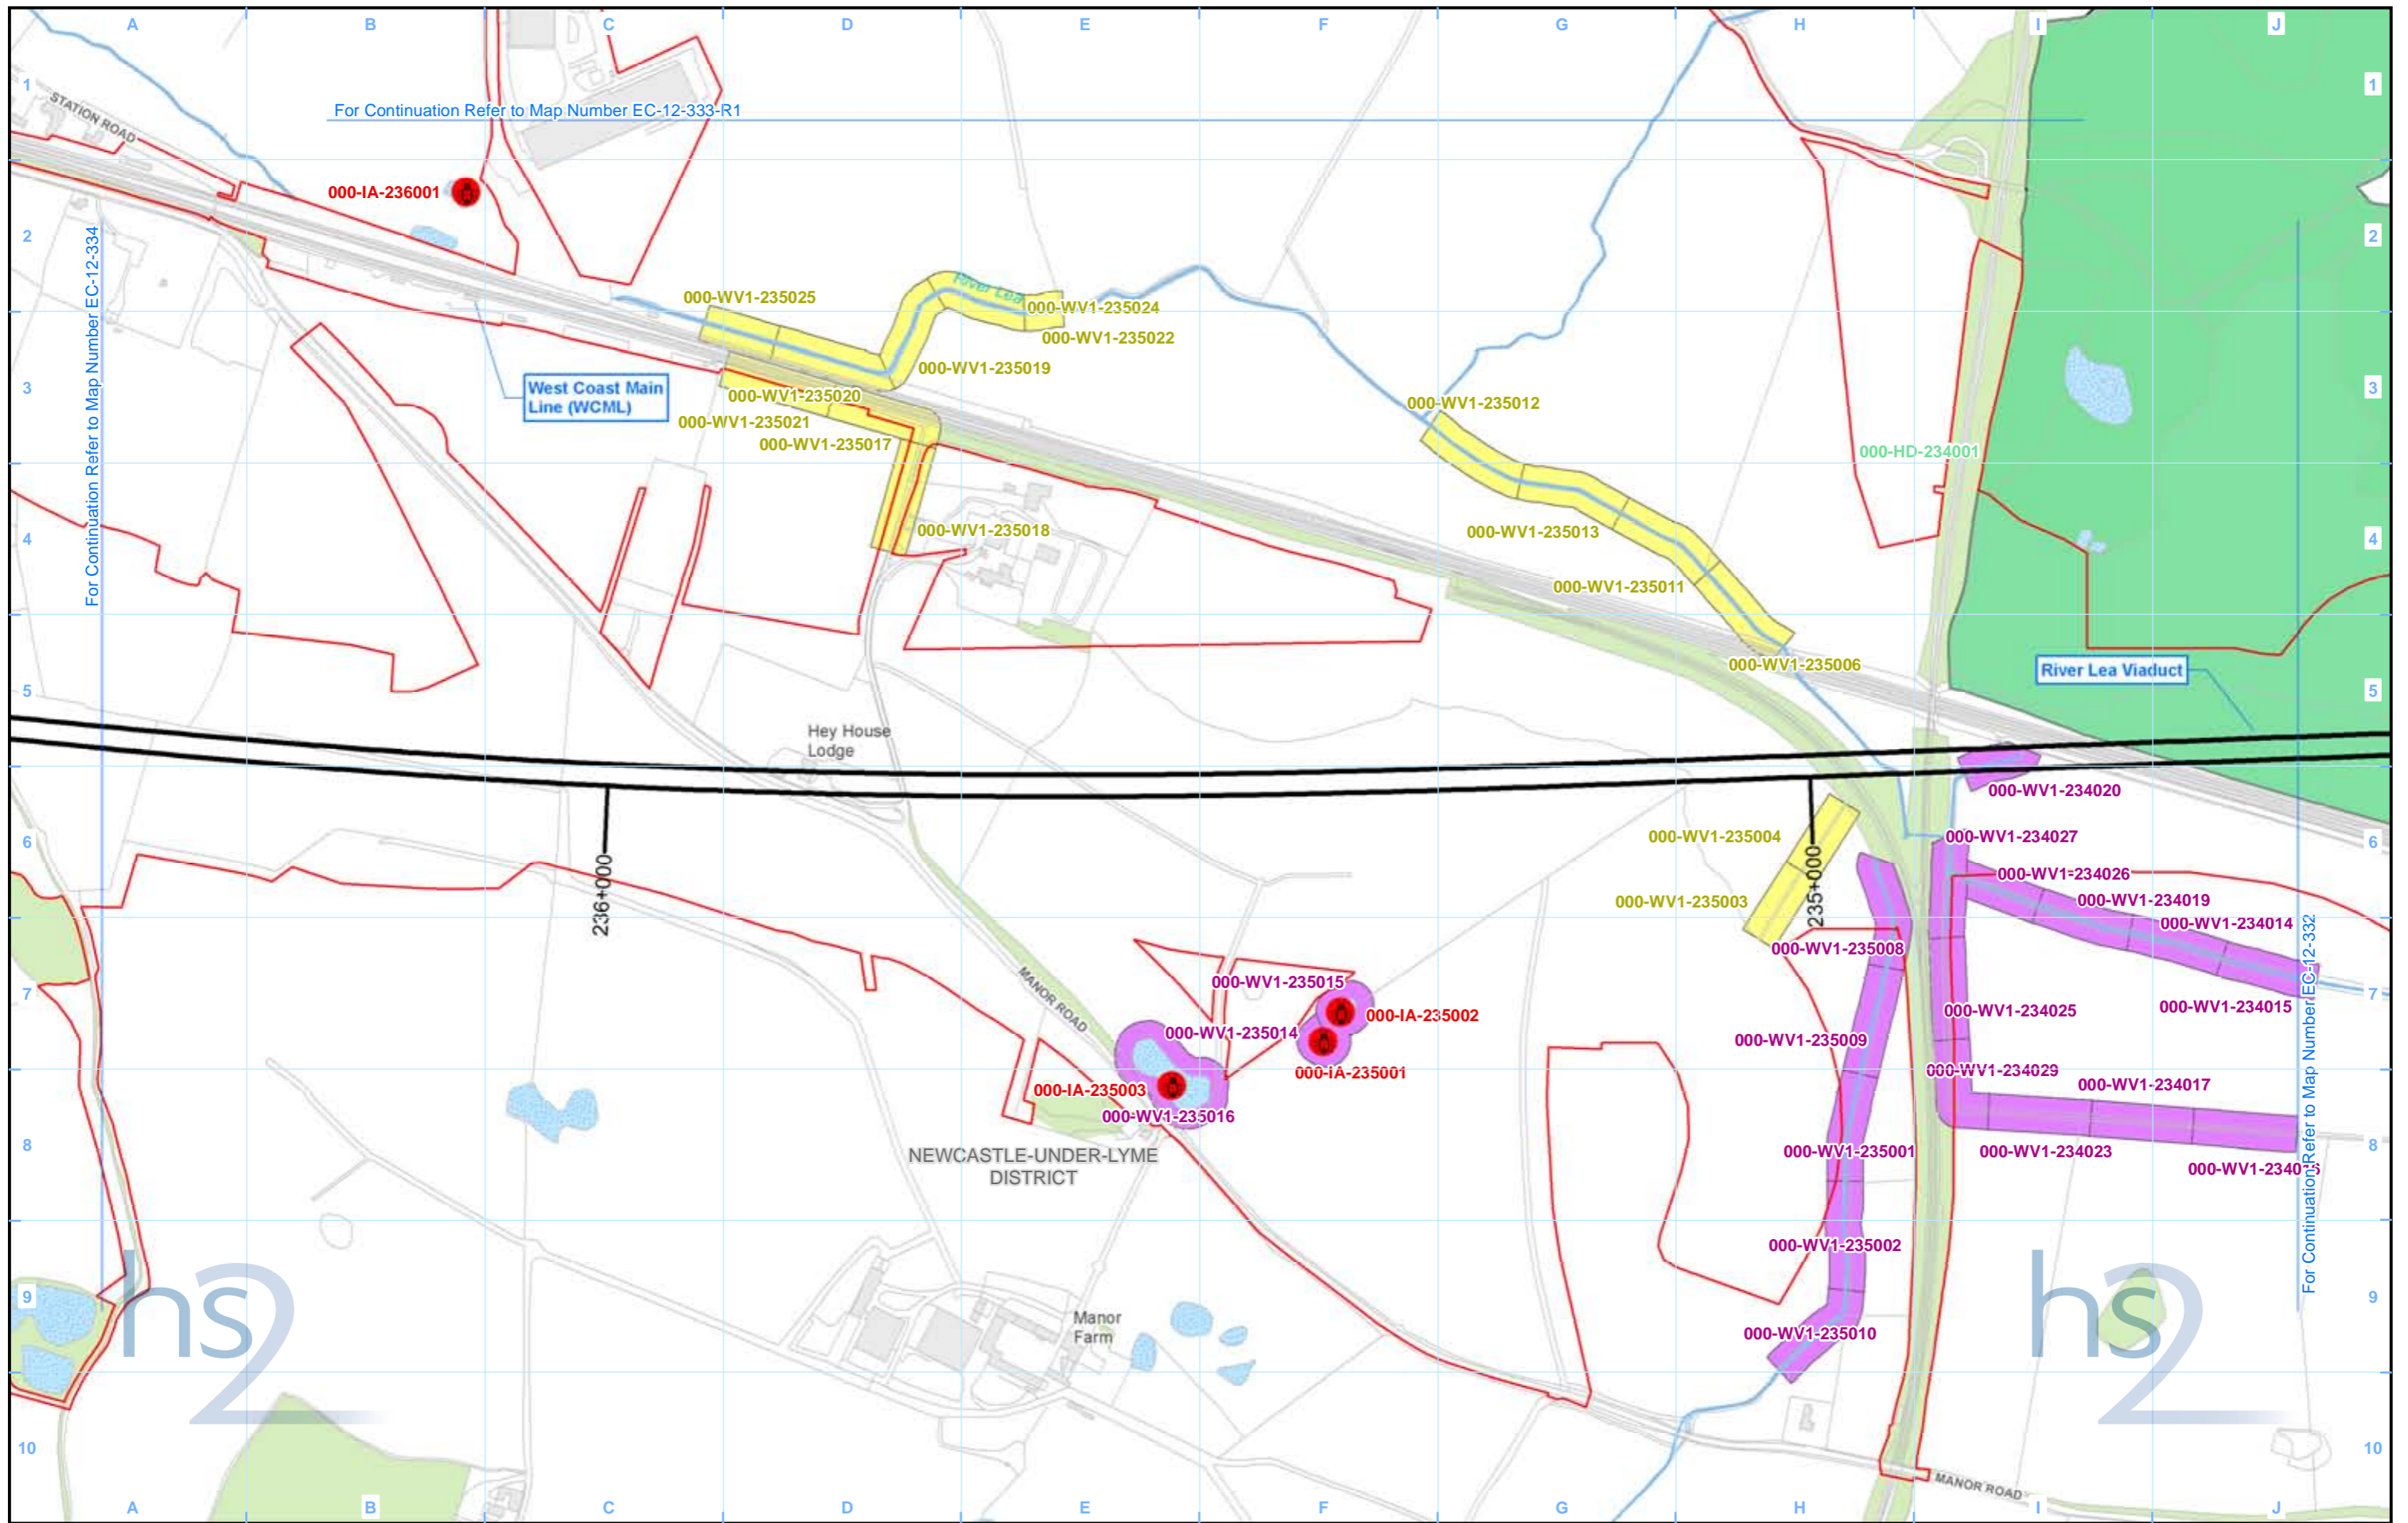 A B C D E F G H I J
1 1
STATION ROAD
For Continuation Refer to Map Number EC-12-333-R1
000-IA-236001
2 2
For Continuation Refer to Map Number EC-12-334
000-WV1-235025
River Lea
000-WV1-235024
000-WV1-235022
000-WV1-235019
3 3
West Coast Main
Line (WCML)
000-WV1-235020
000-WV1-235012
000-WV1-235021
000-WV1-235017
000-HD-234001
000-WV1-235018
000-WV1-235013
4 4
000-WV1-235011
000-WV1-235006
River Lea Viaduct
5 5
Hey House
Lodge
000-WV1-234020
000-WV1-235004
000-WV1-234027
6 6
236+000
235+000
000-WV1-234026
000-WV1-235003
000-WV1-234019
000-WV1-234014
000-WV1-235008
MANOR ROAD
000-WV1-235015
7 7
000-IA-235002
000-WV1-234025
000-WV1-234015
000-WV1-235014
000-WV1-235009
000-IA-235001
000-WV1-234029
000-IA-235003
000-WV1-234017
000-WV1-235016
For Continuation Refer to Map Number EC-12-332
8 8
NEWCASTLE-UNDER-LYME
DISTRICT
000-WV1-235001
000-WV1-234023
000-WV1-235002
9 9
hs2
hs2
Manor
Farm
000-WV1-235010
10 10
MANOR ROAD
A B C D E F G H I J